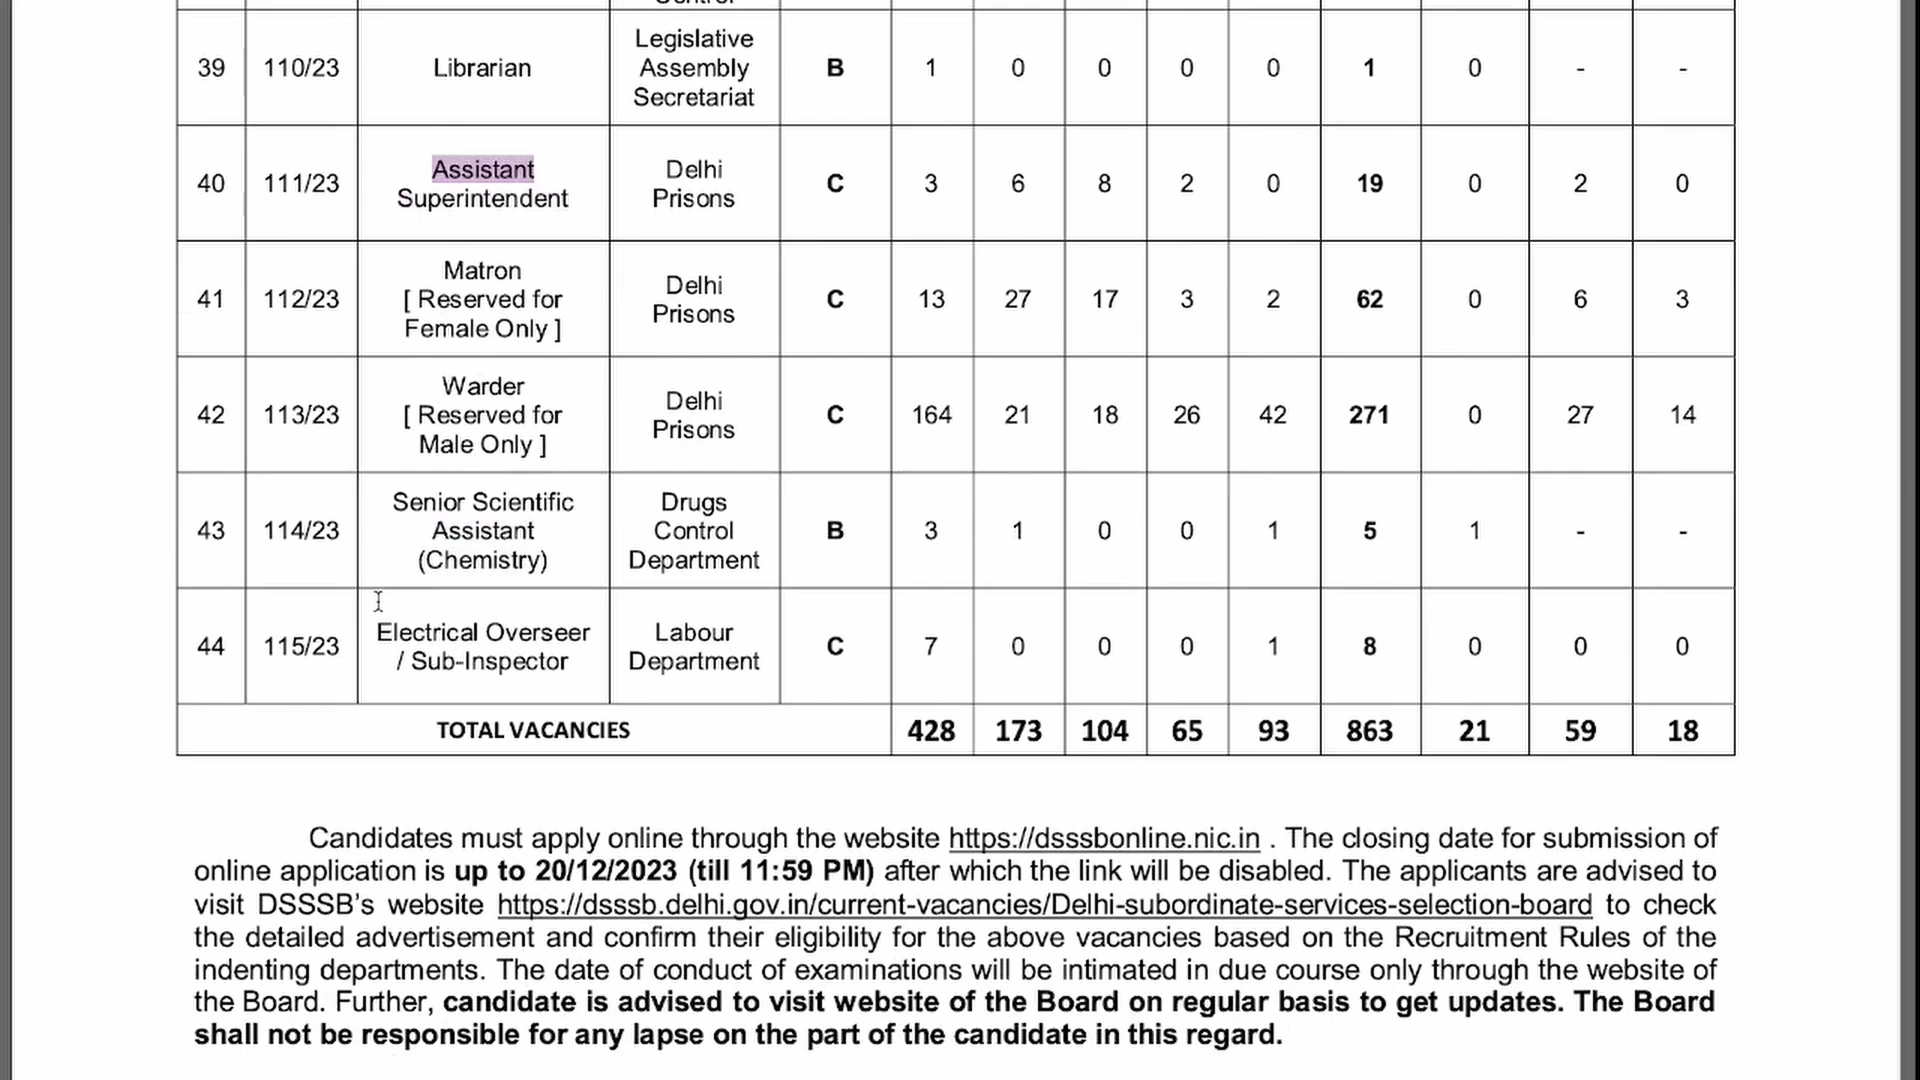 39 110/23 Librarian Legislative Assembly Secretariat B 1 0 0 0 0 1 0 - -
40 111/23 Assistant Superintendent Delhi Prisons C 3 6 8 2 0 19 0 2 0
41 112/23 Matron [ Reserved for Female Only ] Delhi Prisons C 13 27 17 3 2 62 0 6 3
42 113/23 Warder [ Reserved for Male Only ] Delhi Prisons C 164 21 18 26 42 271 0 27 14
43 114/23 Senior Scientific Assistant (Chemistry) Drugs Control Department B 3 1 0 0 1 5 1 - -
44 115/23 Electrical Overseer / Sub-Inspector Labour Department C 7 0 0 0 1 8 0 0 0
TOTAL VACANCIES 428 173 104 65 93 863 21 59 18
Candidates must apply online through the website https://dsssbonline.nic.in . The closing date for submission of
online application is up to 20/12/2023 (till 11:59 PM) after which the link will be disabled. The applicants are advised to
visit DSSSB’s website https://dsssb.delhi.gov.in/current-vacancies/Delhi-subordinate-services-selection-board to check
the detailed advertisement and confirm their eligibility for the above vacancies based on the Recruitment Rules of the
indenting departments. The date of conduct of examinations will be intimated in due course only through the website of
the Board. Further, candidate is advised to visit website of the Board on regular basis to get updates. The Board
shall not be responsible for any lapse on the part of the candidate in this regard.